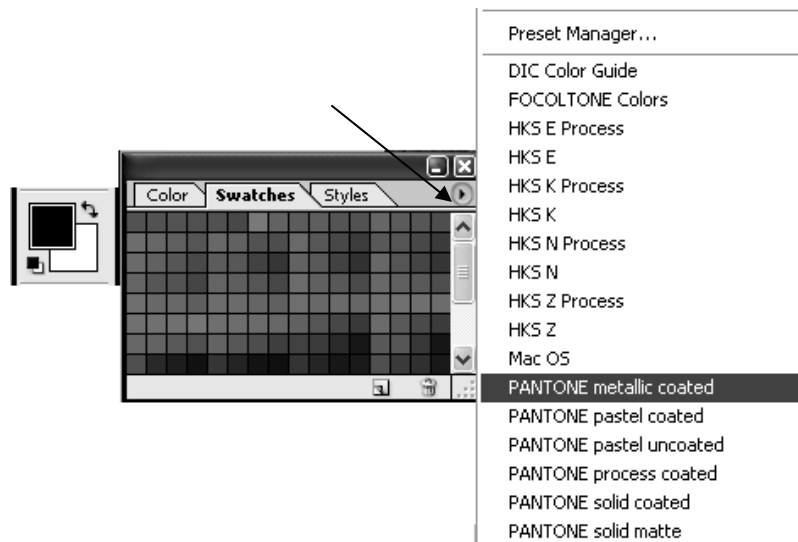 Color Swatches Styles
Preset Manager...
DIC Color Guide
FOCOLTONE Colors
HKS E Process
HKS E
HKS K Process
HKS K
HKS N Process
HKS N
HKS Z Process
HKS Z
Mac OS
PANTONE metallic coated
PANTONE pastel coated
PANTONE pastel uncoated
PANTONE process coated
PANTONE solid coated
PANTONE solid matte